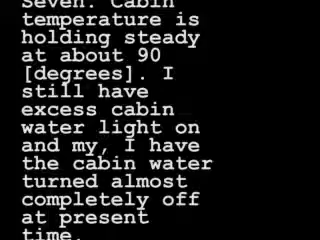 Seven. Cabin
temperature is
holding steady
at about 90
[degrees]. I
still have
excess cabin
water light on
and my, I have
the cabin water
turned almost
completely off
at present
time.